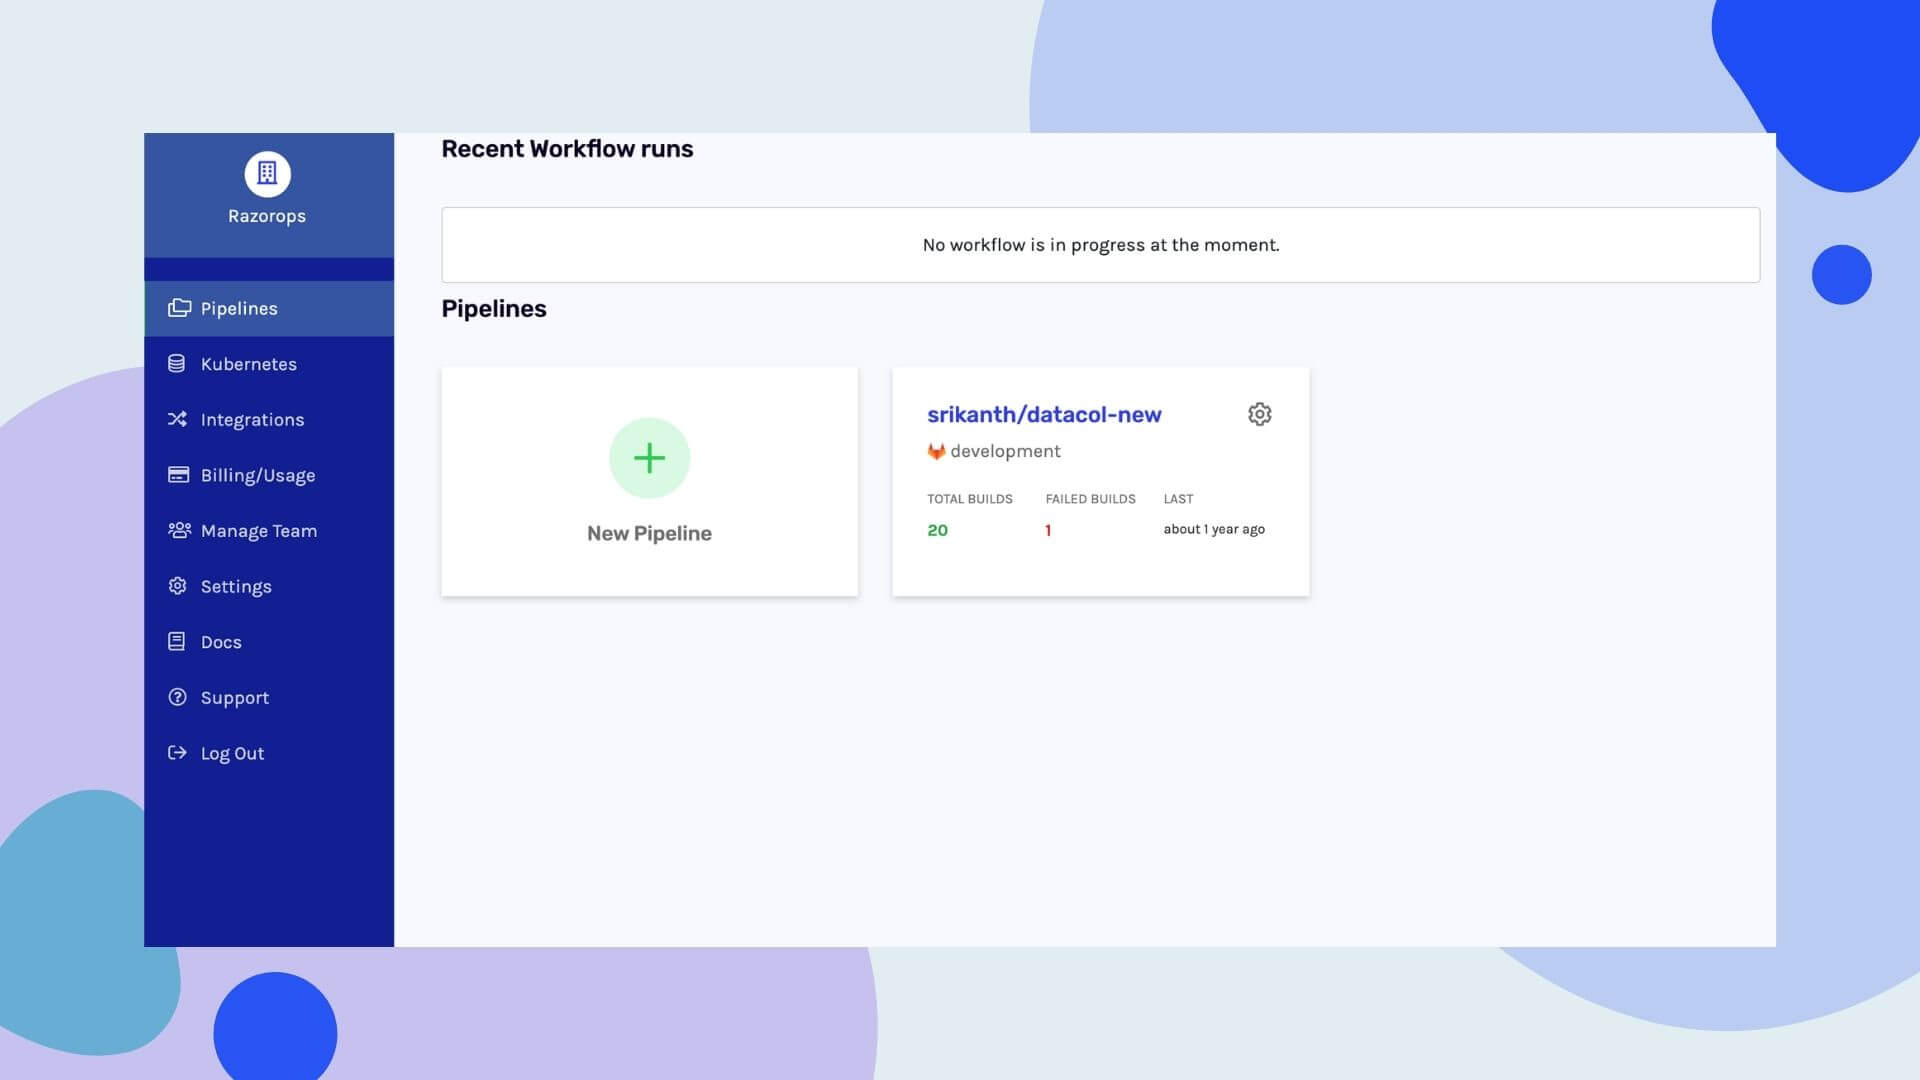 Razorops
Pipelines
Kubernetes
Integrations
Billing/Usage
Manage Team
Settings
Docs
Support
Log Out
Recent Workflow runs
No workflow is in progress at the moment.
Pipelines
New Pipeline
srikanth/datacol-new
development
TOTAL BUILDS FAILED BUILDS LAST
20 1 about 1 year ago